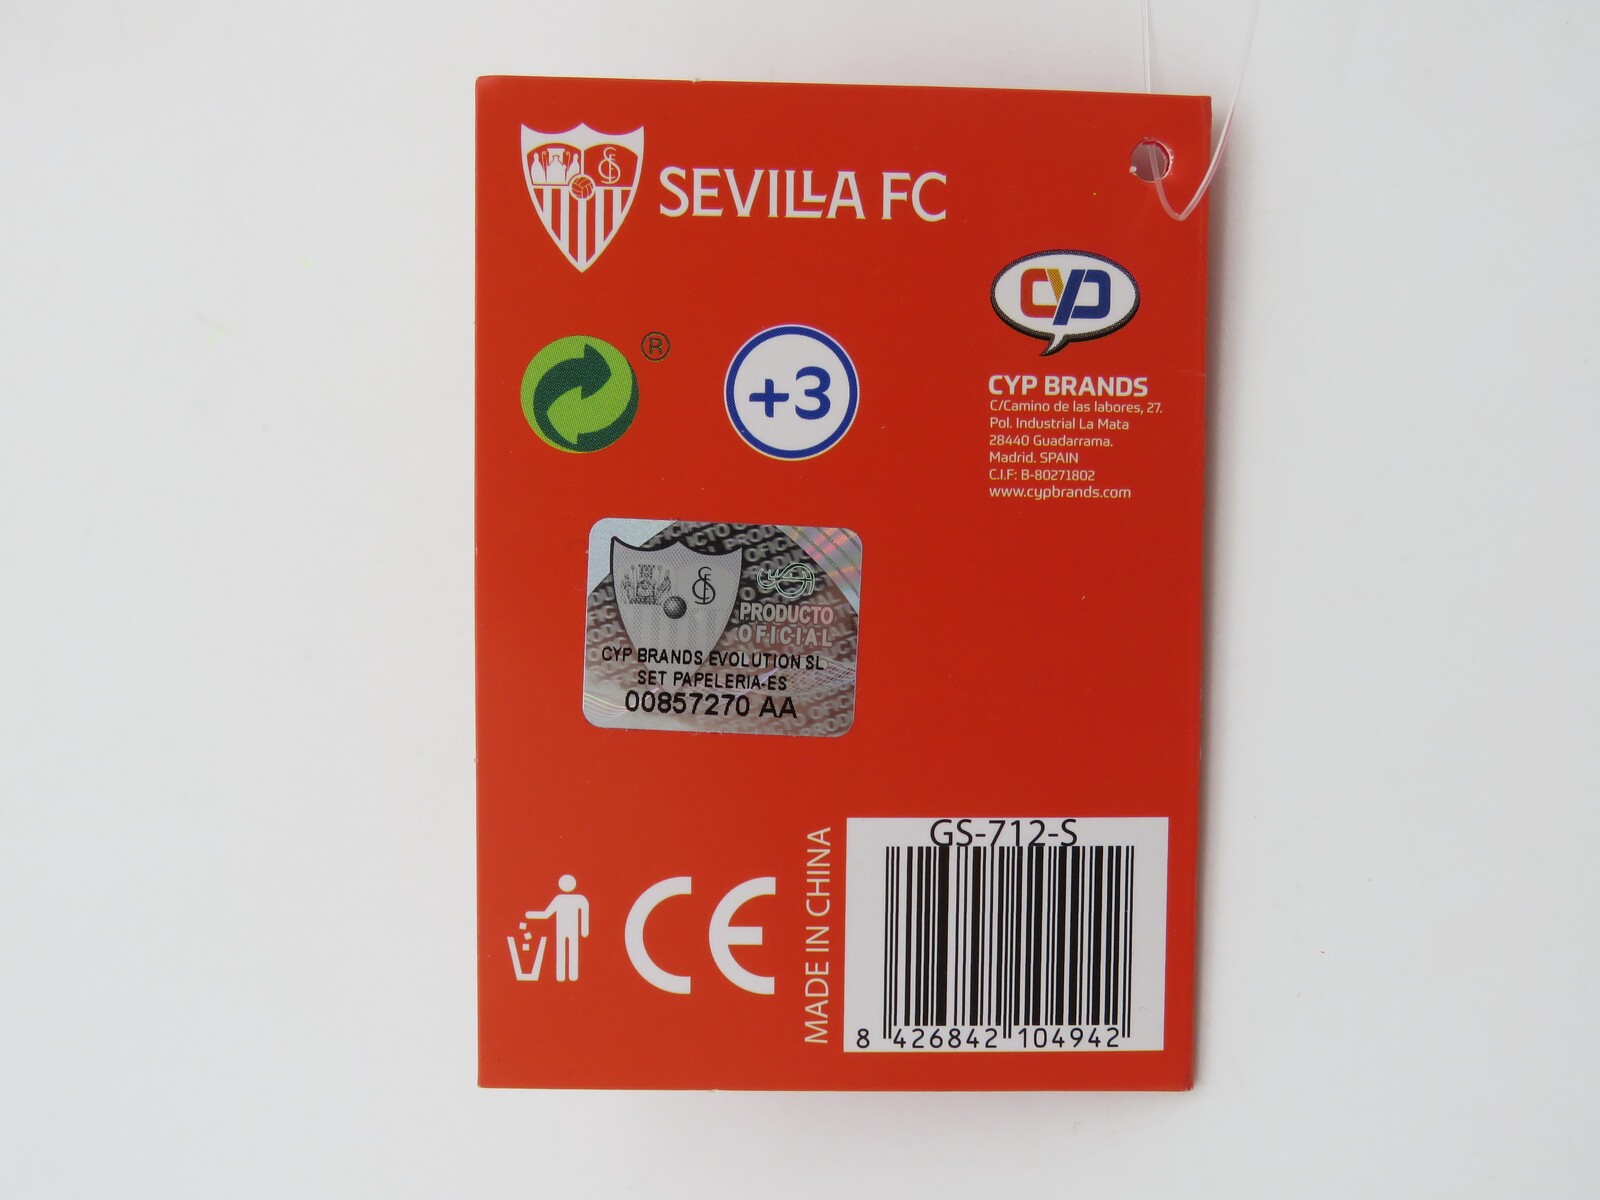 SEVILLA FC
CYP
CYP BRANDS
C/Camino de las labores, 27.
Pol. Industrial La Mata
28440 Guadarrama.
Madrid. SPAIN
C.I.F: B-80271802
www.cypbrands.com
®
+3
PRODUCTO
OFICIAL
CYP BRANDS EVOLUTION SL
SET PAPELERIA-ES
00857270 AA
CE
MADE IN CHINA
GS-712-S
8 426842 104942